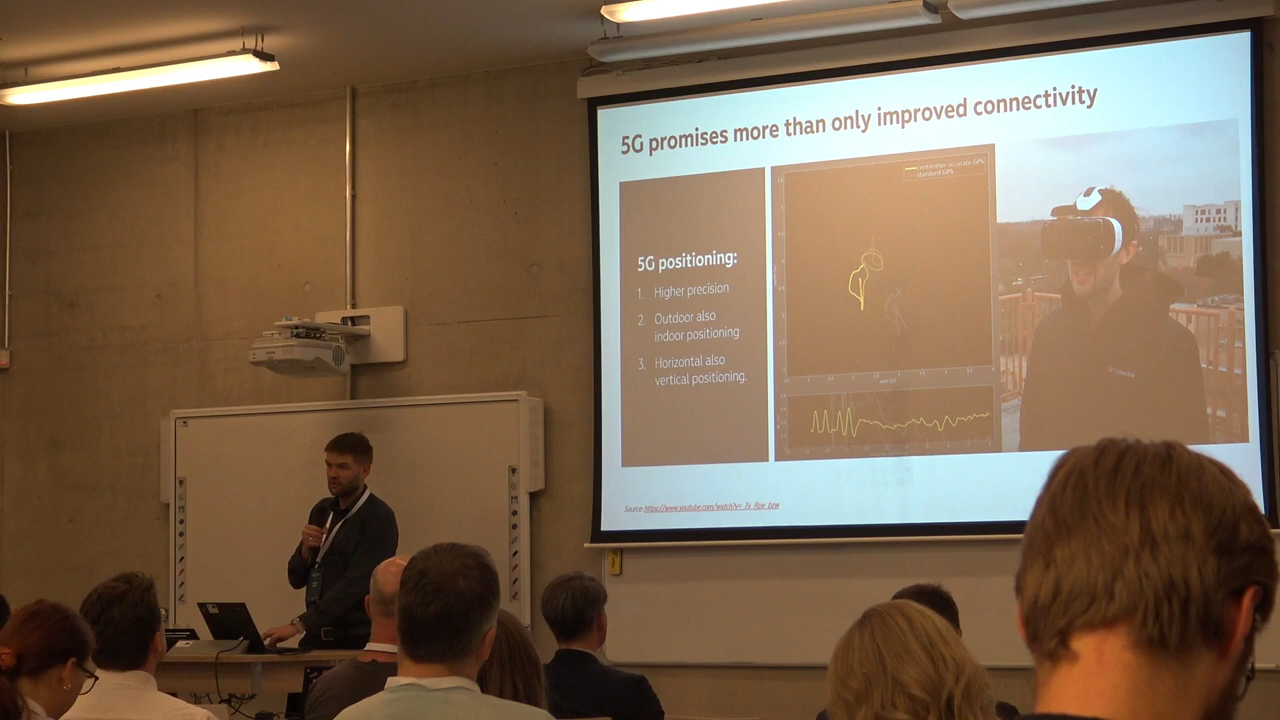 5G promises more than only improved connectivity
centimeter-accurate GPS
standard GPS
5G positioning:
1. Higher precision
2. Outdoor also
indoor positioning
3. Horizontal also
vertical positioning.
Source: